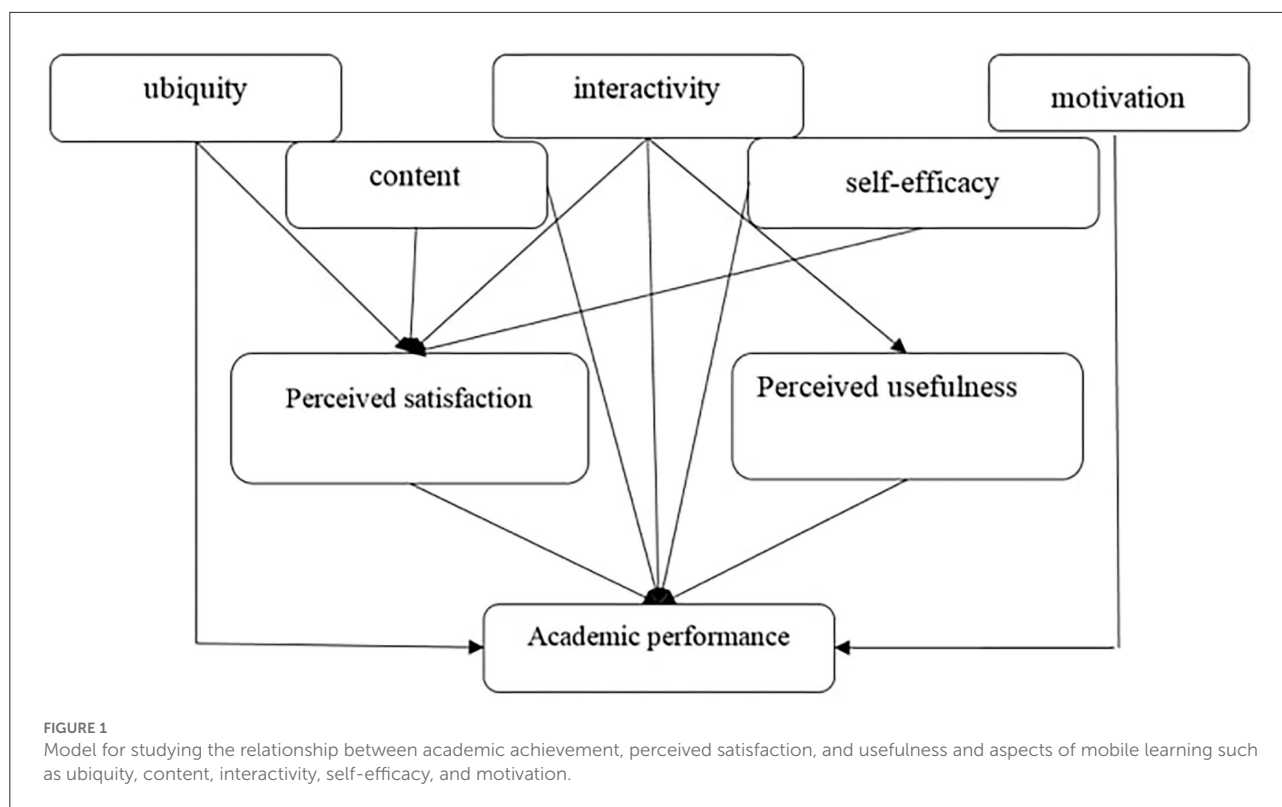 ubiquity
interactivity
motivation
content
self-efficacy
Perceived satisfaction
Perceived usefulness
Academic performance
FIGURE 1
Model for studying the relationship between academic achievement, perceived satisfaction, and usefulness and aspects of mobile learning such
as ubiquity, content, interactivity, self-efficacy, and motivation.